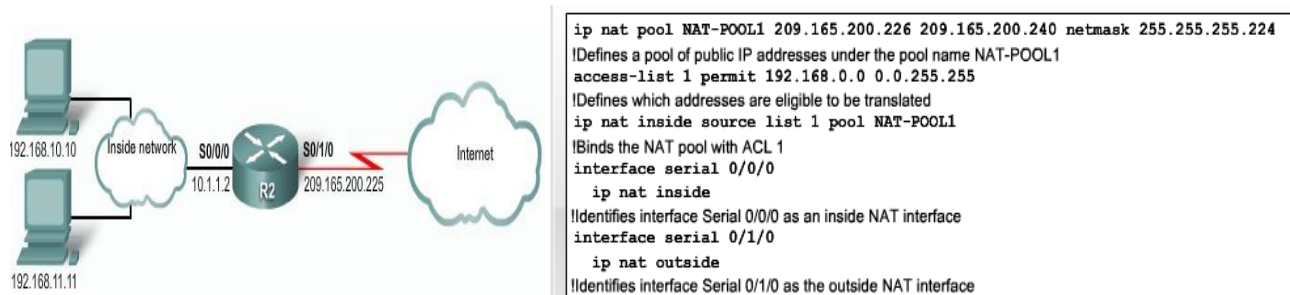 192.168.10.10
Inside network
S0/0/0
10.1.1.2
R2
S0/1/0
209.165.200.225
Internet
192.168.11.11
ip nat pool NAT-POOL1 209.165.200.226 209.165.200.240 netmask 255.255.255.224
!Defines a pool of public IP addresses under the pool name NAT-POOL1
access-list 1 permit 192.168.0.0 0.0.255.255
!Defines which addresses are eligible to be translated
ip nat inside source list 1 pool NAT-POOL1
!Binds the NAT pool with ACL 1
interface serial 0/0/0
ip nat inside
!Identifies interface Serial 0/0/0 as an inside NAT interface
interface serial 0/1/0
ip nat outside
!Identifies interface Serial 0/1/0 as the outside NAT interface